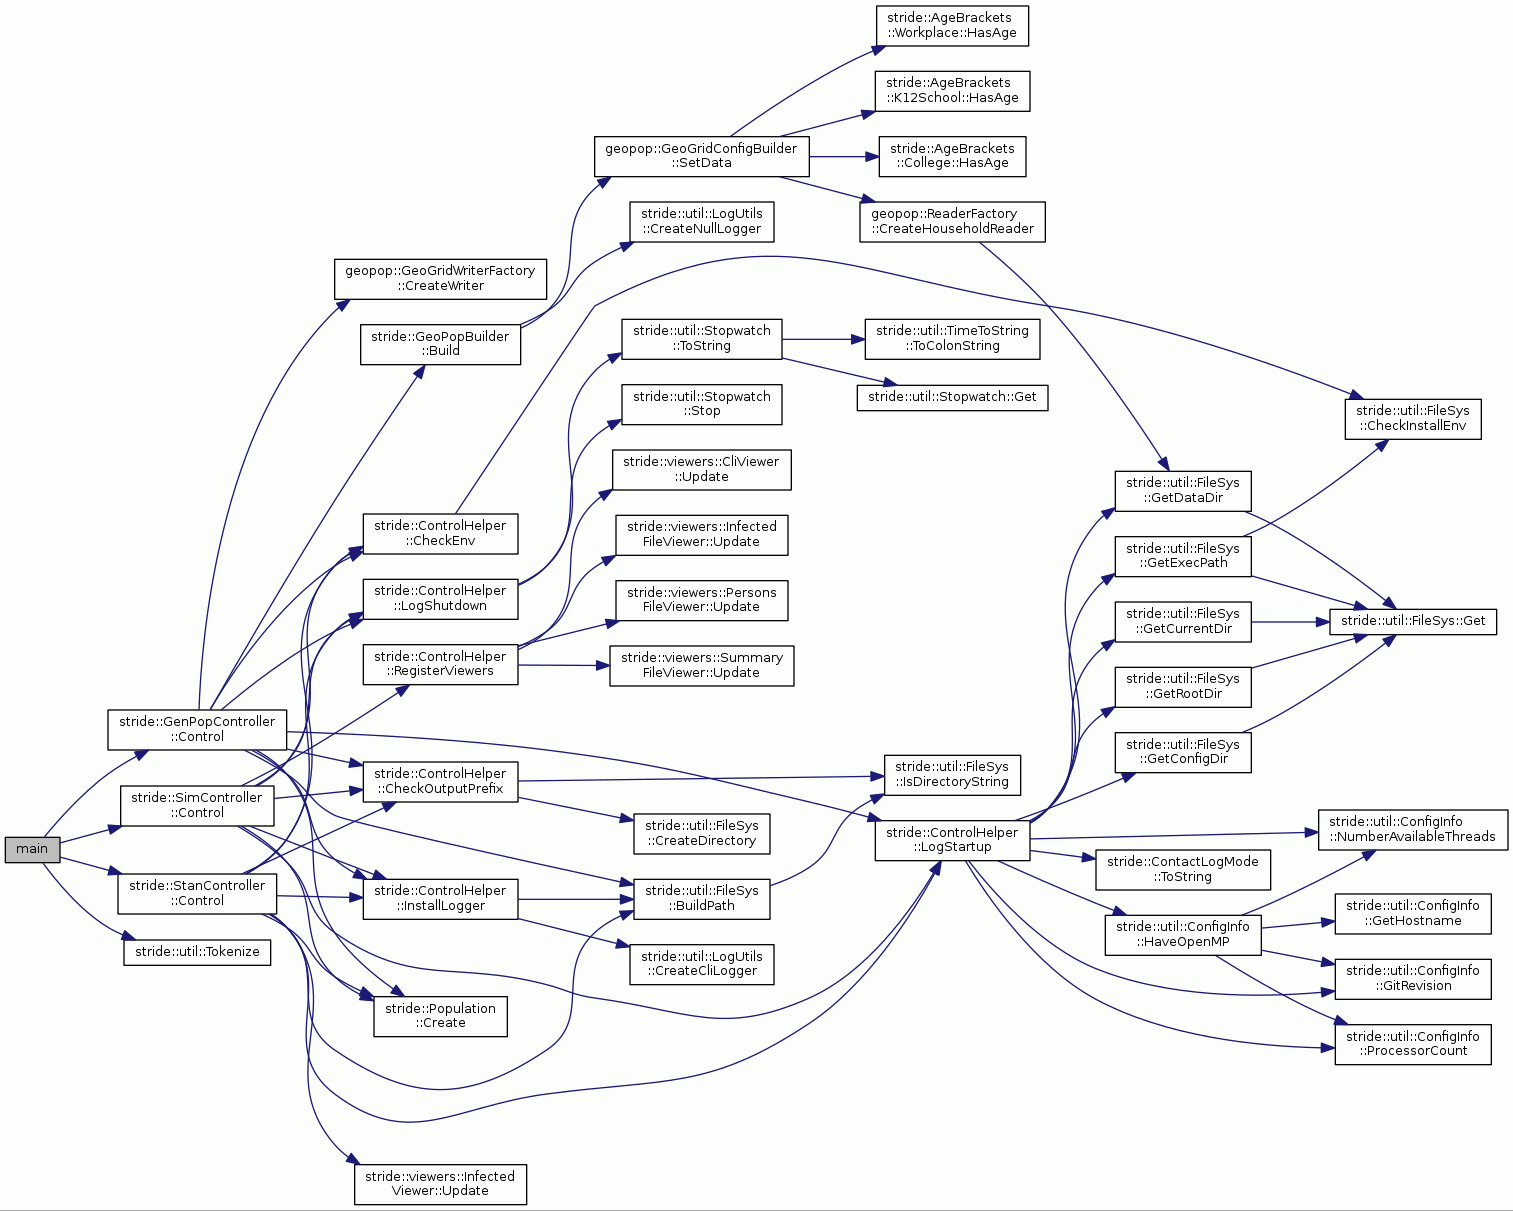 main
stride::GenPopController
::Control
stride::SimController
::Control
stride::StanController
::Control
stride::util::Tokenize
geopop::GeoGridWriterFactory
::CreateWriter
stride::GeoPopBuilder
::Build
stride::ControlHelper
::CheckEnv
stride::ControlHelper
::LogShutdown
stride::ControlHelper
::RegisterViewers
stride::ControlHelper
::CheckOutputPrefix
stride::ControlHelper
::InstallLogger
stride::Population
::Create
stride::viewers::Infected
Viewer::Update
geopop::GeoGridConfigBuilder
::SetData
stride::util::LogUtils
::CreateNullLogger
stride::util::Stopwatch
::ToString
stride::util::Stopwatch
::Stop
stride::viewers::CliViewer
::Update
stride::viewers::Infected
FileViewer::Update
stride::viewers::Persons
FileViewer::Update
stride::viewers::Summary
FileViewer::Update
stride::util::FileSys
::CreateDirectory
stride::util::FileSys
::BuildPath
stride::util::LogUtils
::CreateCliLogger
stride::AgeBrackets
::Workplace::HasAge
stride::AgeBrackets
::K12School::HasAge
stride::AgeBrackets
::College::HasAge
geopop::ReaderFactory
::CreateHouseholdReader
stride::util::TimeToString
::ToColonString
stride::util::Stopwatch::Get
stride::util::FileSys
::IsDirectoryString
stride::ControlHelper
::LogStartup
stride::util::FileSys
::GetDataDir
stride::util::FileSys
::GetExecPath
stride::util::FileSys
::GetCurrentDir
stride::util::FileSys
::GetRootDir
stride::util::FileSys
::GetConfigDir
stride::ContactLogMode
::ToString
stride::util::ConfigInfo
::HaveOpenMP
stride::util::FileSys
::CheckInstallEnv
stride::util::FileSys::Get
stride::util::ConfigInfo
::NumberAvailableThreads
stride::util::ConfigInfo
::GetHostname
stride::util::ConfigInfo
::GitRevision
stride::util::ConfigInfo
::ProcessorCount